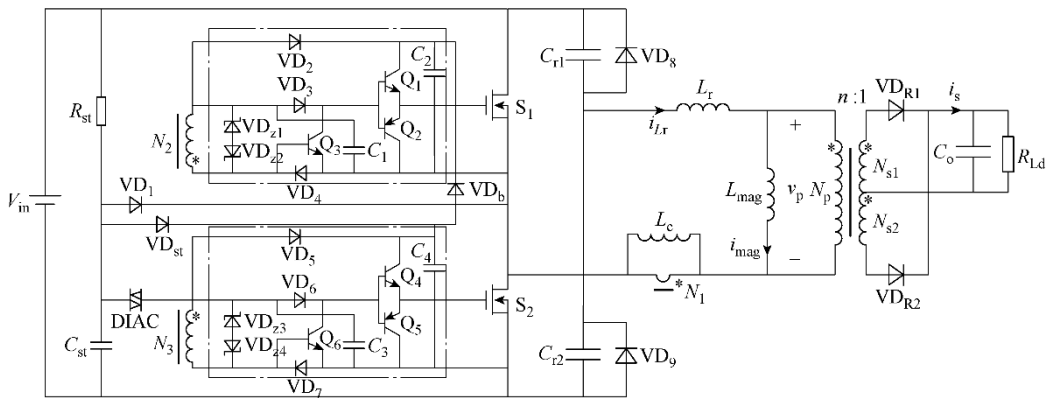 VD2
VD3
C2
Q1
Q2
S1
Cr1
VD8
Lr
iLr
n:1
VDR1
is
Rst
N2
*
VDz1
VDz2
Q3
C1
VD4
VDb
Vin
VD1
VDst
+
*
Lmag
vp
Np
Ns1
Co
RLd
*
Ns2
imag
−
VDR2
Lc
*N1
VD5
C4
VD6
Q4
Q5
S2
DIAC
*
N3
VDz3
VDz4
Q6
C3
VD7
Cst
Cr2
VD9